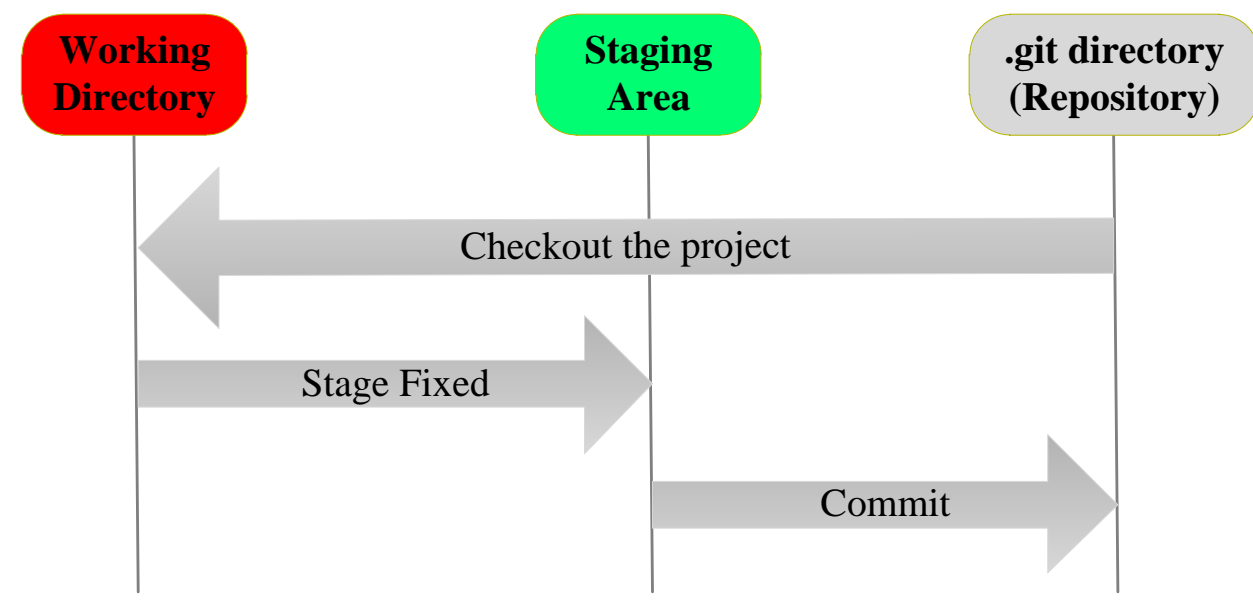 Working
Directory
Staging
Area
.git directory
(Repository)
Checkout the project
Stage Fixed
Commit